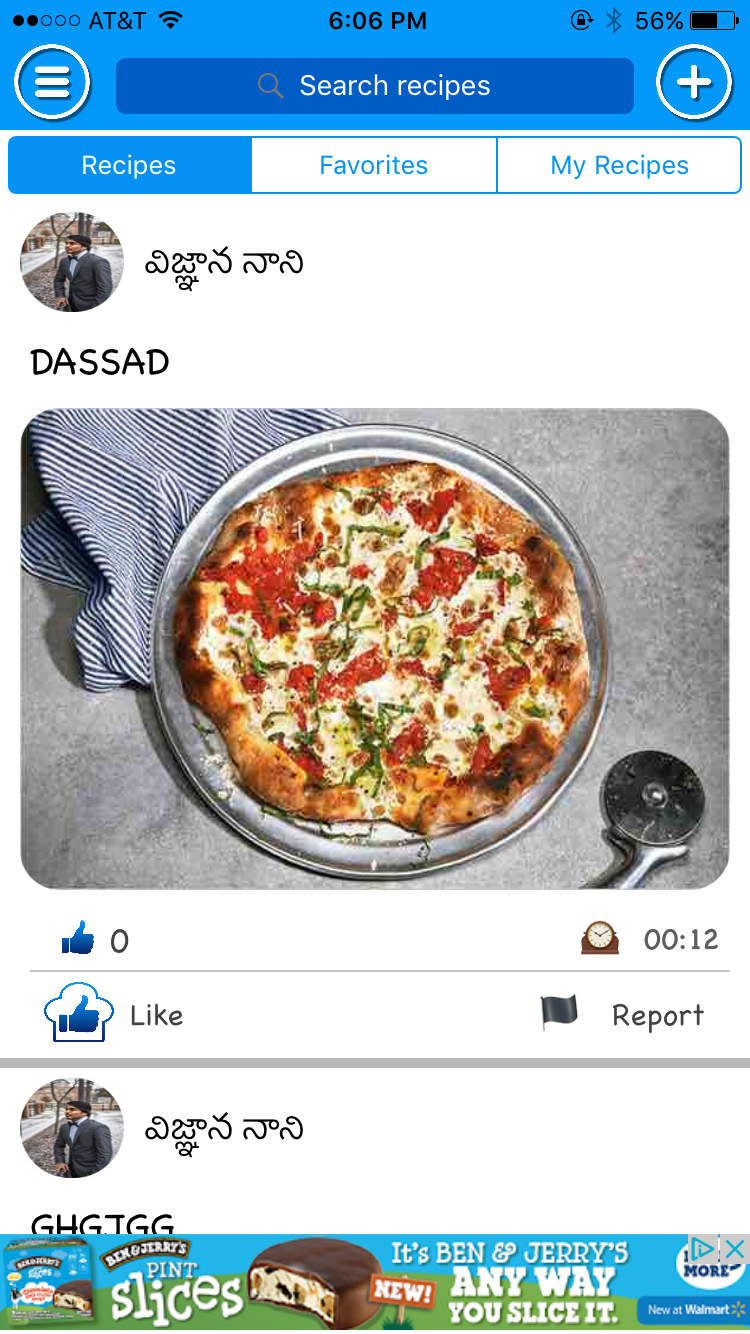 AT&T 6:06 PM 56%
Search recipes
Recipes Favorites My Recipes
విజ్ఞాన నాని
DASSAD
0 00:12
Like Report
విజ్ఞాన నాని
GHGJGG
BEN & JERRY'S
PINT
slices
NEW!
IT'S BEN & JERRY'S
ANY WAY
YOU SLICE IT.
MORE
New at Walmart